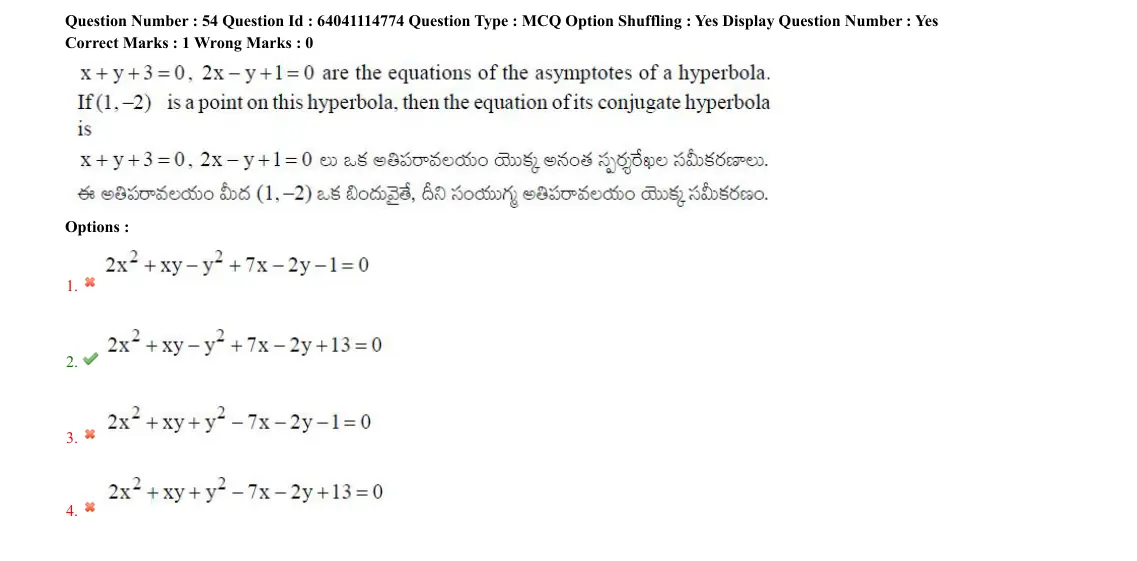 Question Number : 54 Question Id : 64041114774 Question Type : MCQ Option Shuffling : Yes Display Question Number : Yes
Correct Marks : 1 Wrong Marks : 0
x + y + 3 = 0, 2x − y + 1 = 0 are the equations of the asymptotes of a hyperbola.
If (1, −2) is a point on this hyperbola, then the equation of its conjugate hyperbola
is
x + y + 3 = 0, 2x − y + 1 = 0 లు ఒక అతిపరావలయం యొక్క అనంత స్పర్శరేఖల సమీకరణాలు.
ఈ అతిపరావలయం మీద (1, −2) ఒక బిందువైతే, దీని సంయుగ్మ అతిపరావలయం యొక్క సమీకరణం.
Options :
1. 2x² + xy − y² + 7x − 2y − 1 = 0
2. 2x² + xy − y² + 7x − 2y + 13 = 0
3. 2x² + xy + y² − 7x − 2y − 1 = 0
4. 2x² + xy + y² − 7x − 2y + 13 = 0